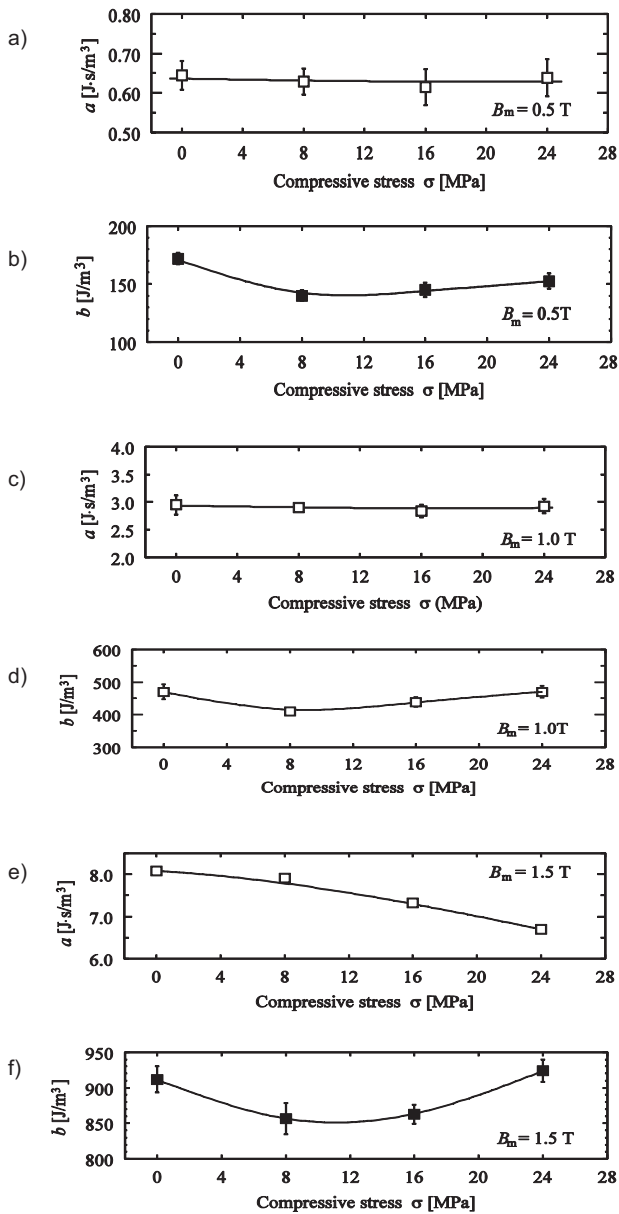 a)
0.80
0.70
0.60
0.50
a [J·s/m³]
Bm = 0.5 T
0 4 8 12 16 20 24 28
Compressive stress σ [MPa]
b)
200
150
100
b [J/m³]
Bm = 0.5T
0 4 8 12 16 20 24 28
Compressive stress σ [MPa]
c)
4.0
3.5
3.0
2.5
2.0
a [J·s/m³]
Bm = 1.0 T
0 4 8 12 16 20 24 28
Compressive stress σ (MPa)
d)
600
500
400
300
b [J/m³]
Bm = 1.0T
0 4 8 12 16 20 24 28
Compressive stress σ [MPa]
e)
8.0
7.0
6.0
a [J·s/m³]
Bm = 1.5 T
0 4 8 12 16 20 24 28
Compressive stress σ [MPa]
f)
950
900
850
800
b [J/m³]
Bm = 1.5 T
0 4 8 12 16 20 24 28
Compressive stress σ [MPa]